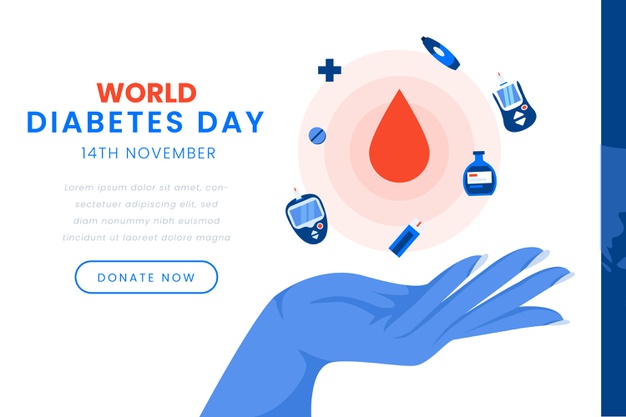 WORLD
DIABETES DAY
14TH NOVEMBER
Lorem ipsum dolor sit amet, con-
sectetuer adipiscing elit, sed
diam nonummy nibh euismod
tincidunt ut laoreet dolore magna
DONATE NOW